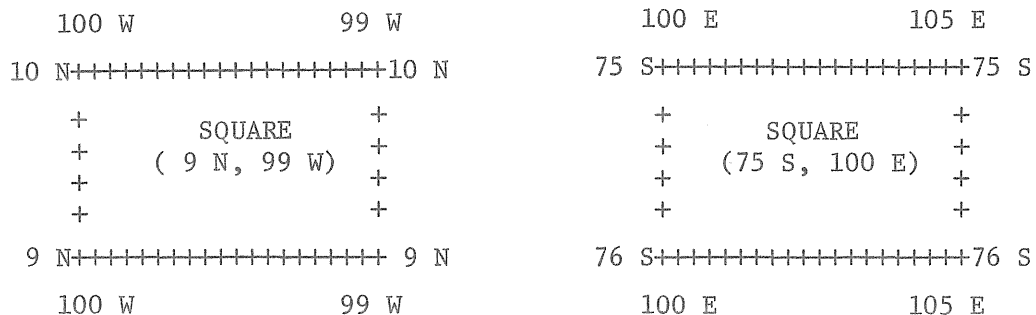 100 W 99 W
10 N++++++++++++++++++++10 N
+ +
SQUARE
+ +
( 9 N, 99 W)
+ +
+ +
9 N++++++++++++++++++++ 9 N
100 W 99 W
100 E 105 E
75 S++++++++++++++++++++75 S
+ +
SQUARE
+ +
(75 S, 100 E)
+ +
+ +
76 S++++++++++++++++++++76 S
100 E 105 E